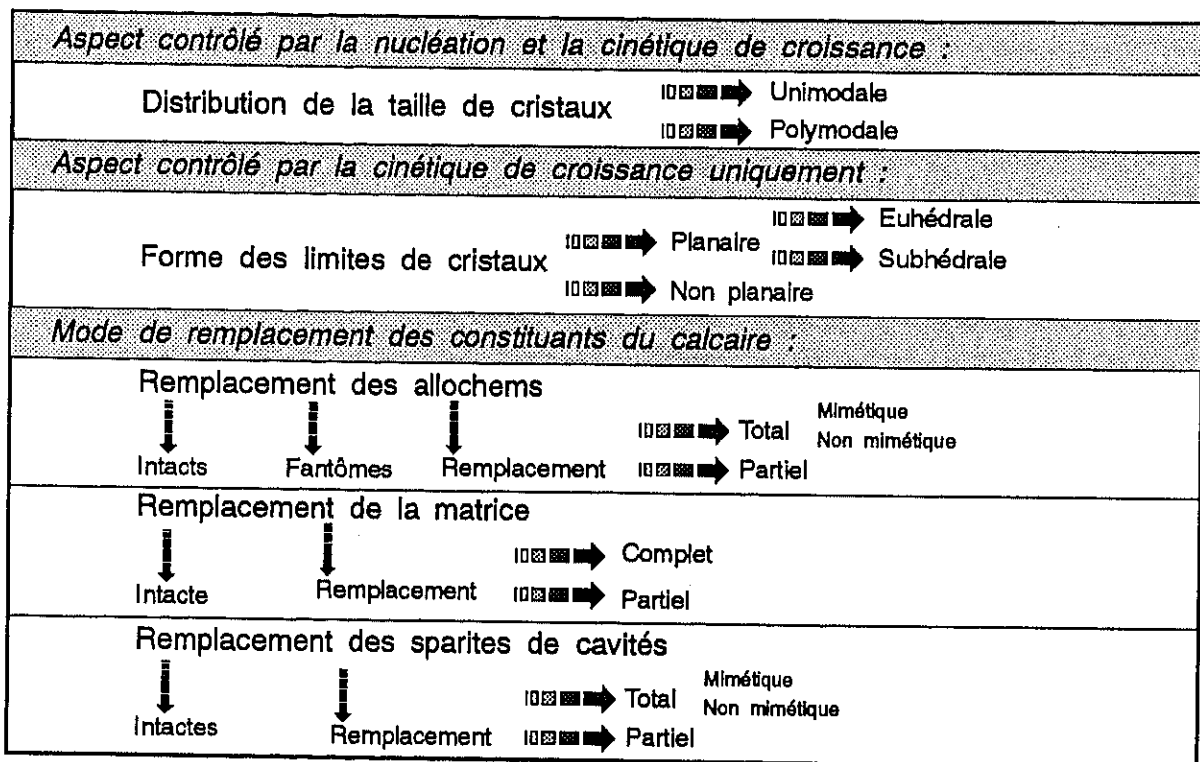 Aspect contrôlé par la nucléation et la cinétique de croissance :
Distribution de la taille de cristaux
Unimodale
Polymodale
Aspect contrôlé par la cinétique de croissance uniquement :
Forme des limites de cristaux
Planaire
Euhédrale
Subhédrale
Non planaire
Mode de remplacement des constituants du calcaire :
Remplacement des allochems
Intacts
Fantômes
Remplacement
Total
Mimétique
Non mimétique
Partiel
Remplacement de la matrice
Intacte
Remplacement
Complet
Partiel
Remplacement des sparites de cavités
Intactes
Remplacement
Total
Mimétique
Non mimétique
Partiel